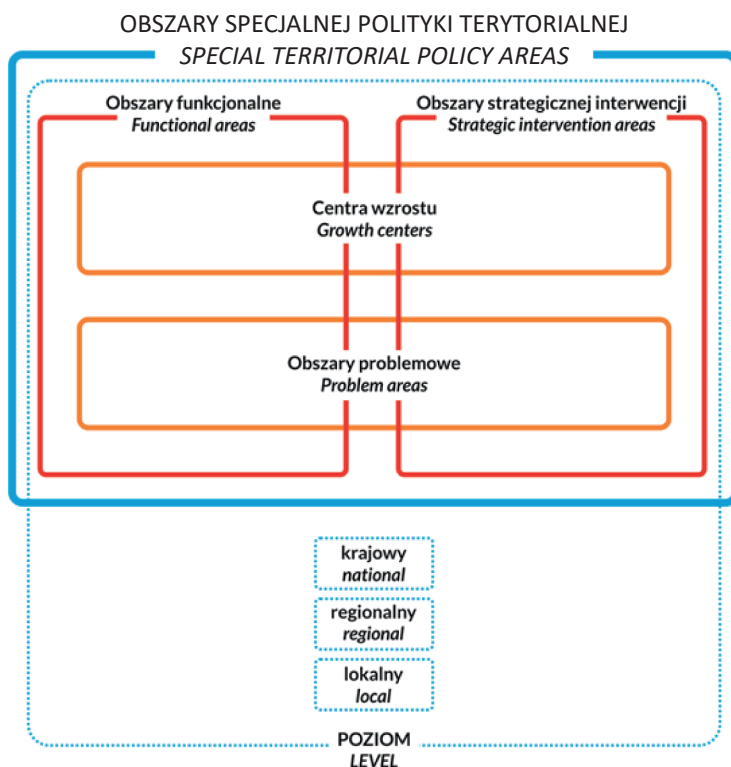 OBSZARY SPECJALNEJ POLITYKI TERYTORIALNEJ
SPECIAL TERRITORIAL POLICY AREAS
Obszary funkcjonalne
Functional areas
Obszary strategicznej interwencji
Strategic intervention areas
Centra wzrostu
Growth centers
Obszary problemowe
Problem areas
krajowy
national
regionalny
regional
lokalny
local
POZIOM
LEVEL